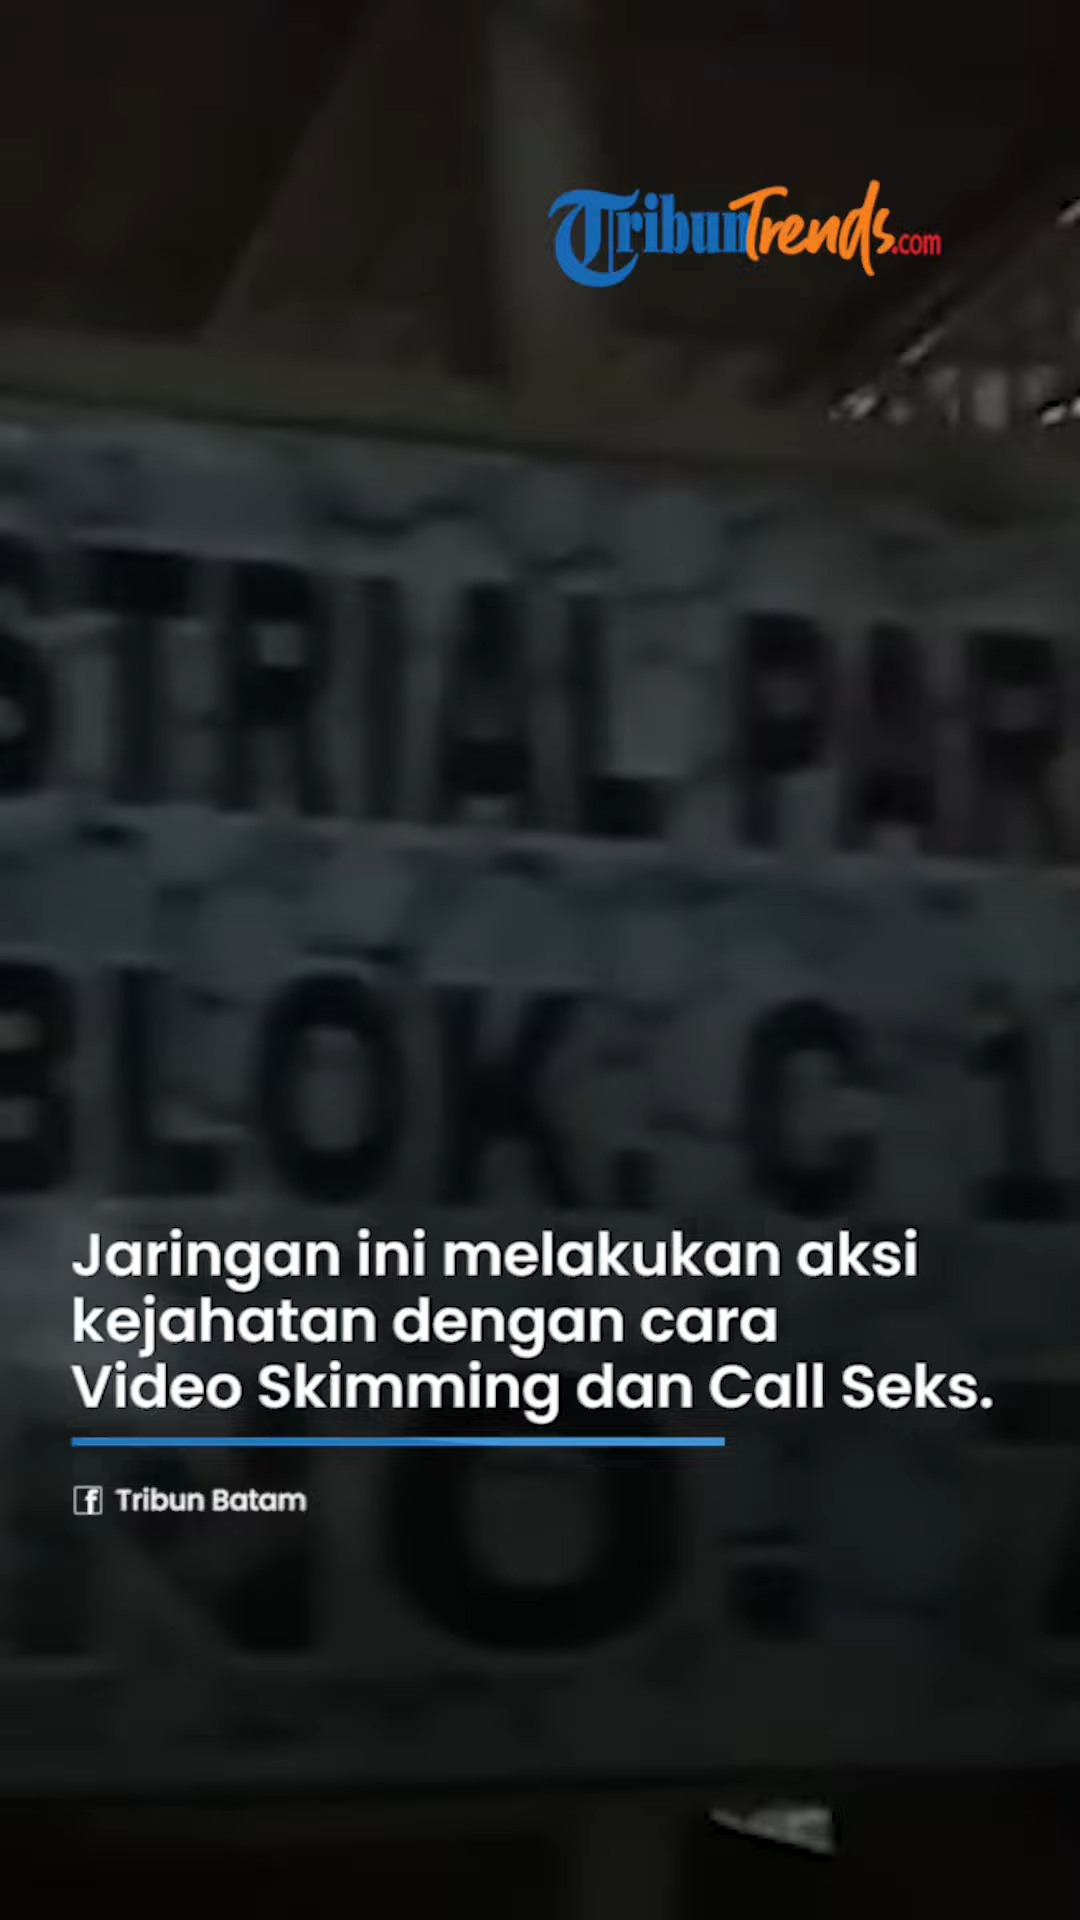 TribunTrends.com
STRIAL PAR
BLOK. C 1
Jaringan ini melakukan aksi
kejahatan dengan cara
Video Skimming dan Call Seks.
Tribun Batam
NO.